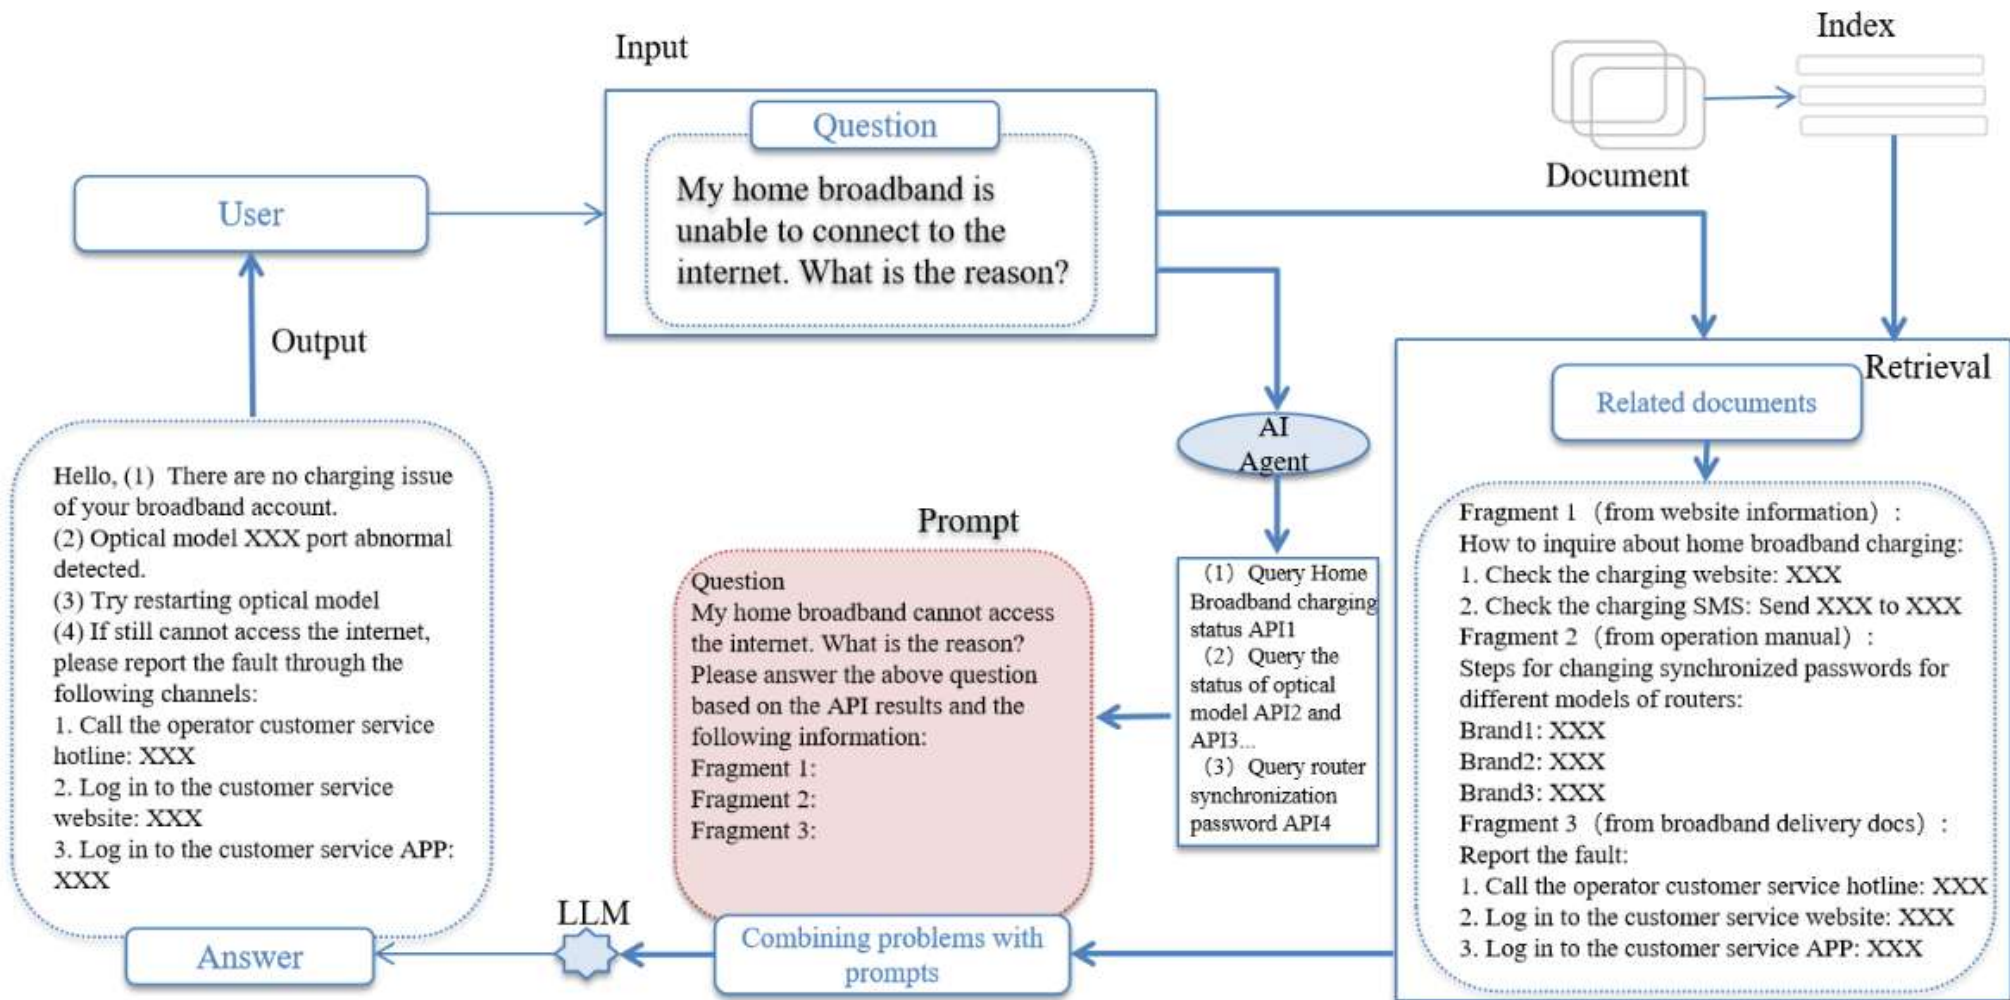 Input
Index
Question
Document
My home broadband is
unable to connect to the
internet. What is the reason?
User
Output
Retrieval
Related documents
AI
Agent
Fragment 1（from website information）:
How to inquire about home broadband charging:
1. Check the charging website: XXX
2. Check the charging SMS: Send XXX to XXX
Fragment 2（from operation manual）:
Steps for changing synchronized passwords for
different models of routers:
Brand1: XXX
Brand2: XXX
Brand3: XXX
Fragment 3（from broadband delivery docs）:
Report the fault:
1. Call the operator customer service hotline: XXX
2. Log in to the customer service website: XXX
3. Log in to the customer service APP: XXX
（1）Query Home
Broadband charging
status API1
（2）Query the
status of optical
model API2 and
API3...
（3）Query router
synchronization
password API4
Prompt
Question
My home broadband cannot access
the internet. What is the reason?
Please answer the above question
based on the API results and the
following information:
Fragment 1:
Fragment 2:
Fragment 3:
Combining problems with
prompts
LLM
Hello, (1) There are no charging issue
of your broadband account.
(2) Optical model XXX port abnormal
detected.
(3) Try restarting optical model
(4) If still cannot access the internet,
please report the fault through the
following channels:
1. Call the operator customer service
hotline: XXX
2. Log in to the customer service
website: XXX
3. Log in to the customer service APP:
XXX
Answer